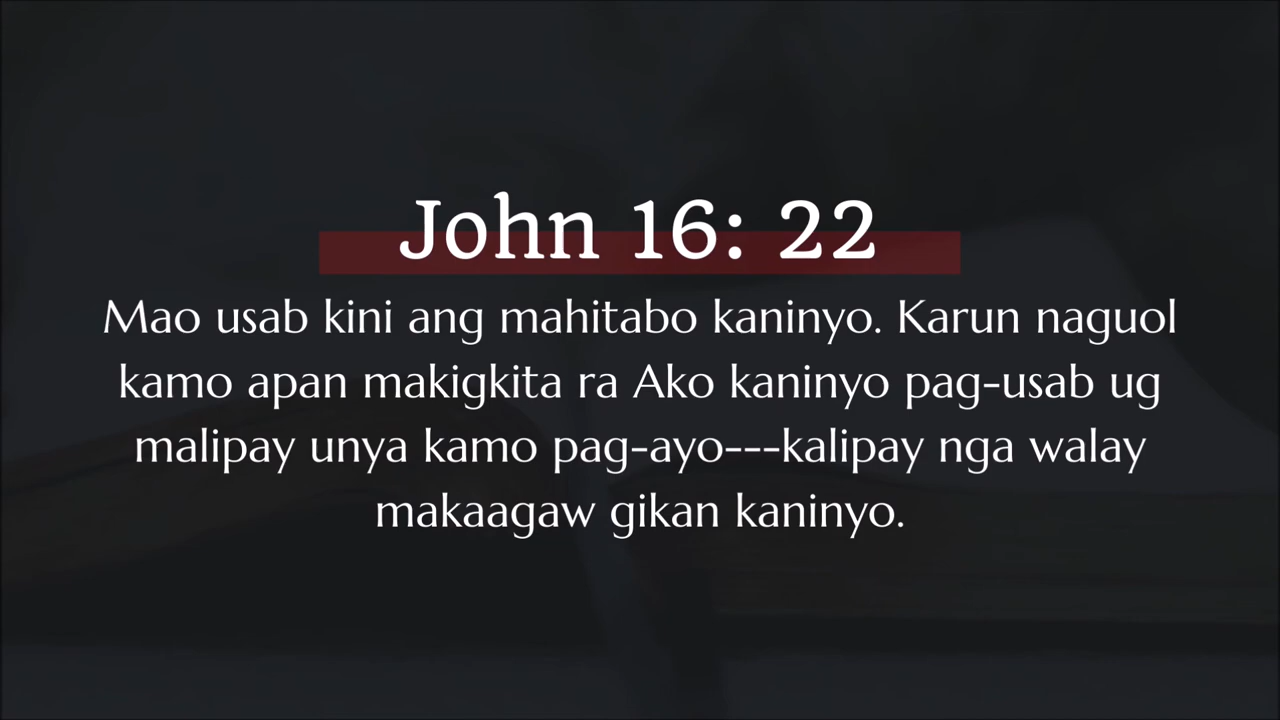 John 16: 22
Mao usab kini ang mahitabo kaninyo. Karun naguol
kamo apan makigkita ra Ako kaninyo pag-usab ug
malipay unya kamo pag-ayo---kalipay nga walay
makaagaw gikan kaninyo.